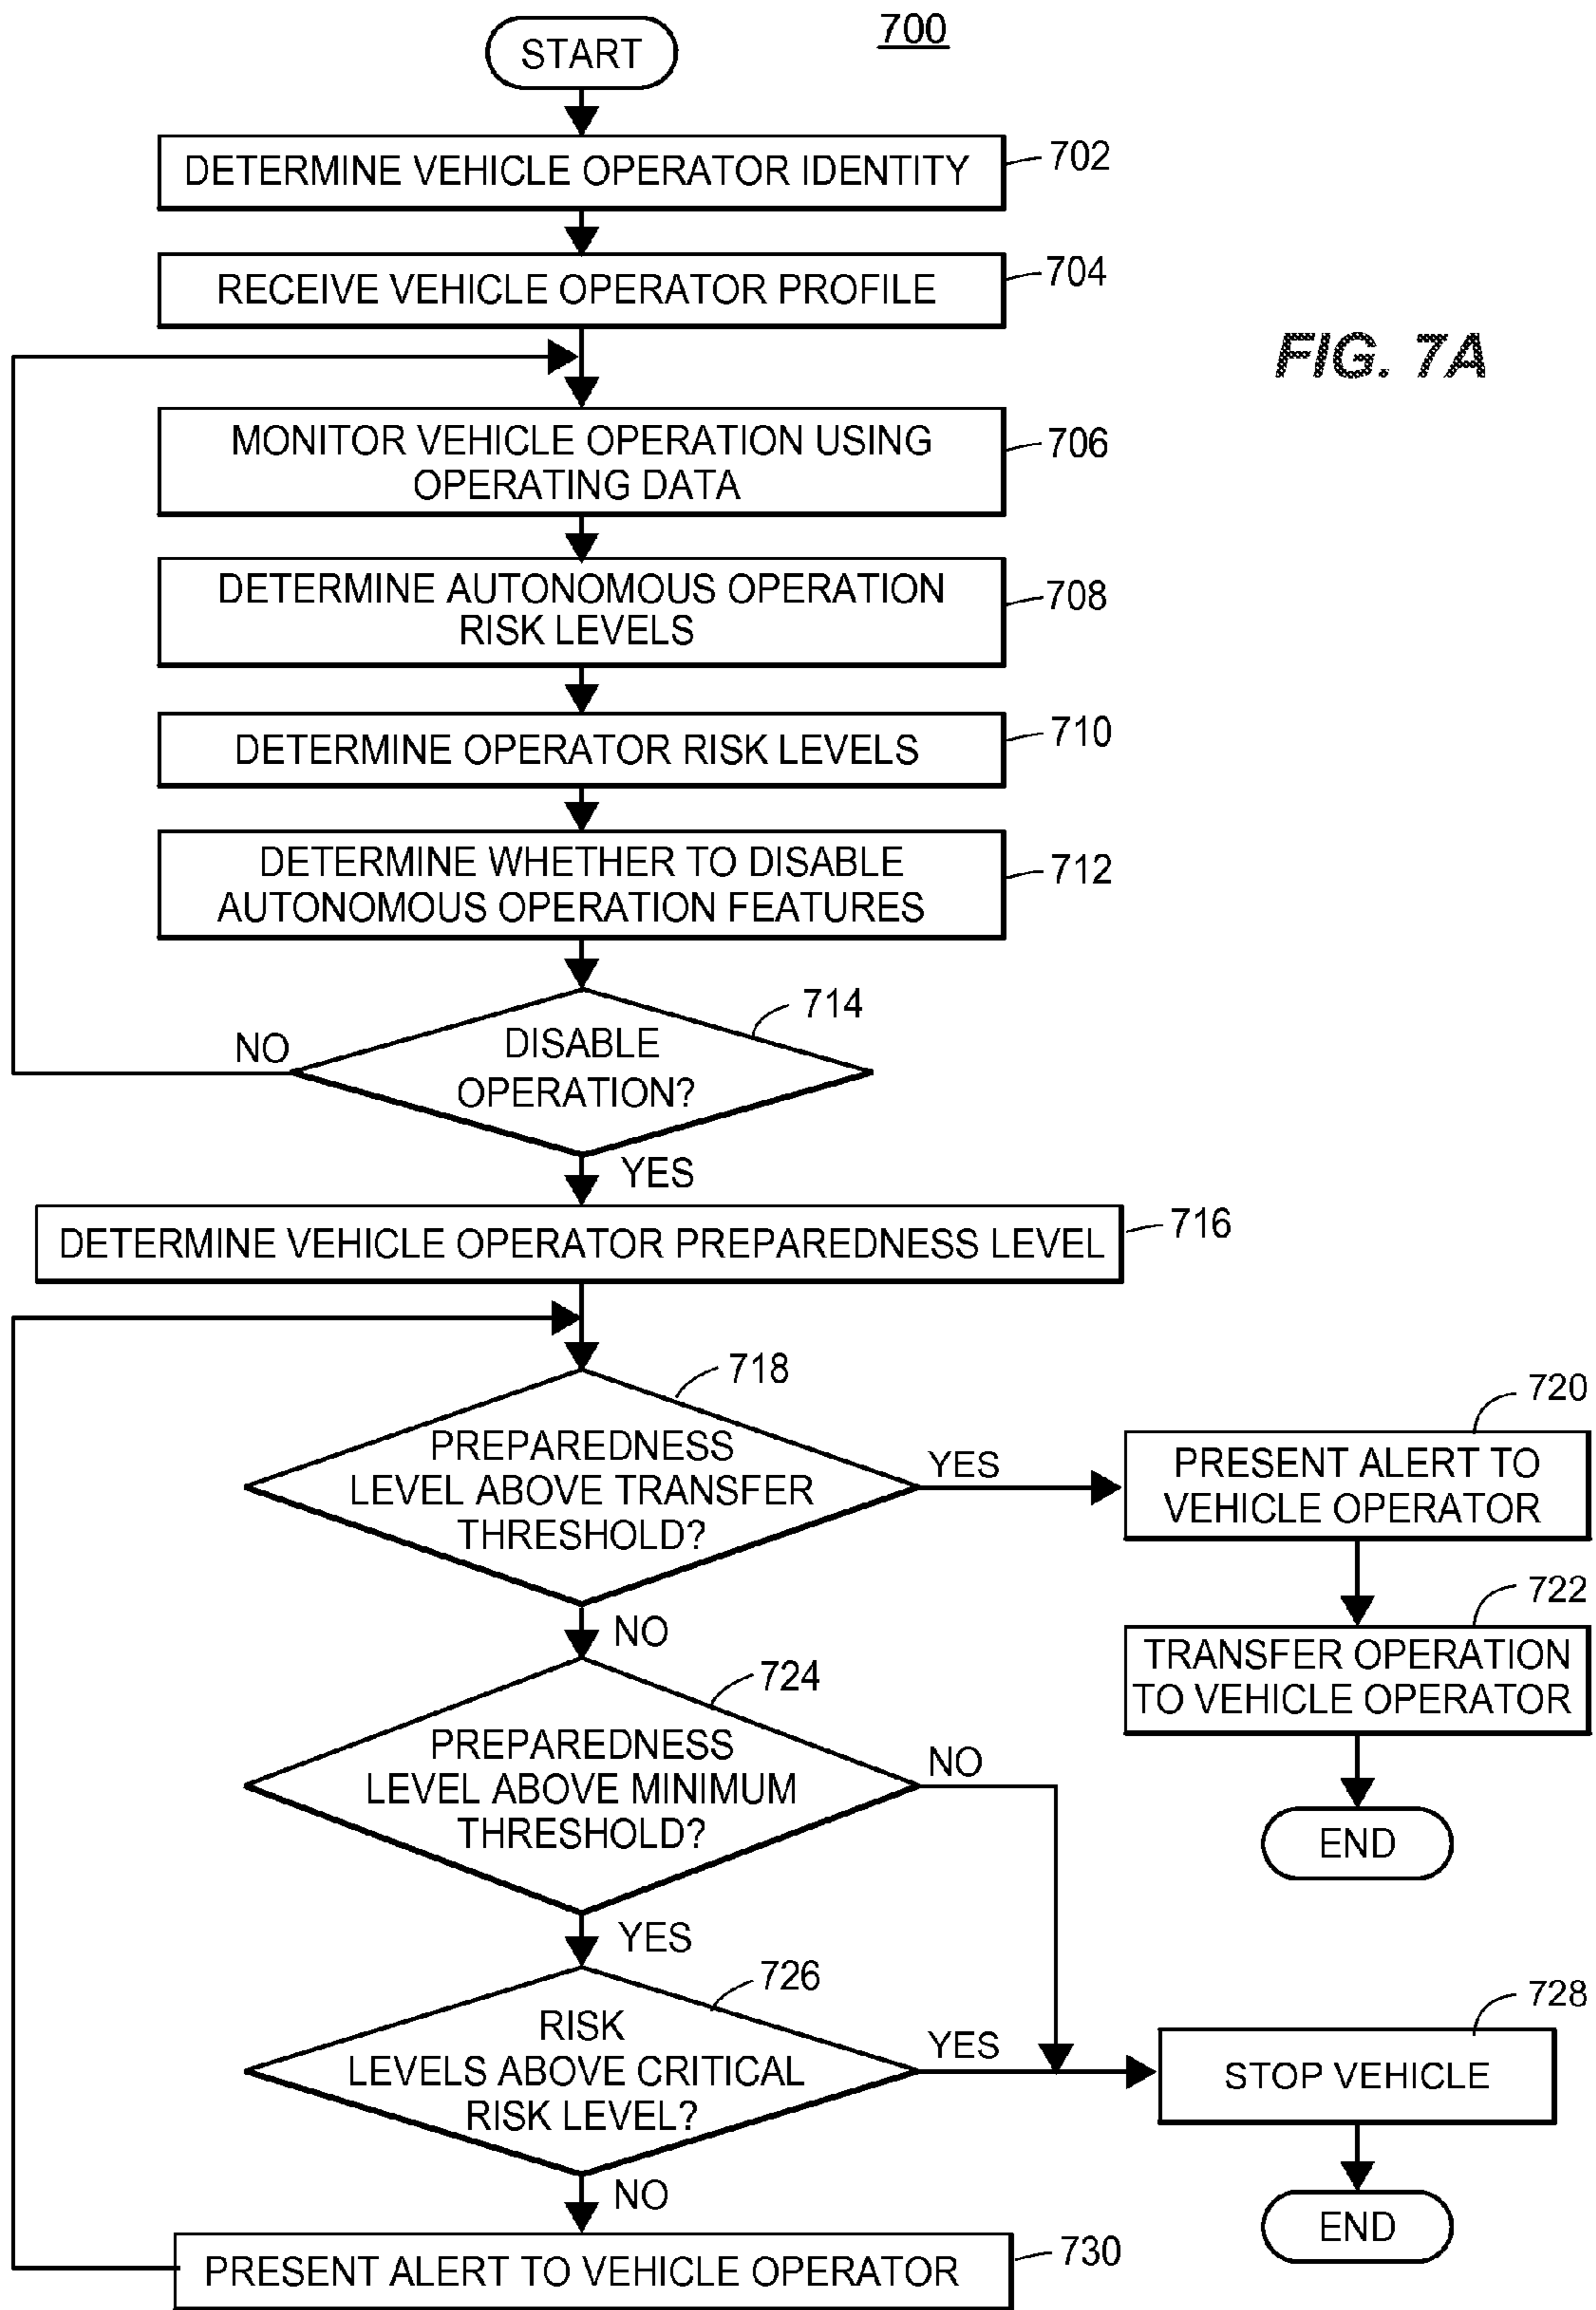 700
START
DETERMINE VEHICLE OPERATOR IDENTITY
702
RECEIVE VEHICLE OPERATOR PROFILE
704
FIG. 7A
MONITOR VEHICLE OPERATION USING
OPERATING DATA
706
DETERMINE AUTONOMOUS OPERATION
RISK LEVELS
708
DETERMINE OPERATOR RISK LEVELS
710
DETERMINE WHETHER TO DISABLE
AUTONOMOUS OPERATION FEATURES
712
714
NO
DISABLE
OPERATION?
YES
DETERMINE VEHICLE OPERATOR PREPAREDNESS LEVEL
716
718
PREPAREDNESS
LEVEL ABOVE TRANSFER
THRESHOLD?
YES
720
PRESENT ALERT TO
VEHICLE OPERATOR
722
TRANSFER OPERATION
TO VEHICLE OPERATOR
END
NO
724
PREPAREDNESS
LEVEL ABOVE MINIMUM
THRESHOLD?
NO
YES
726
RISK
LEVELS ABOVE CRITICAL
RISK LEVEL?
YES
728
STOP VEHICLE
END
NO
PRESENT ALERT TO VEHICLE OPERATOR
730